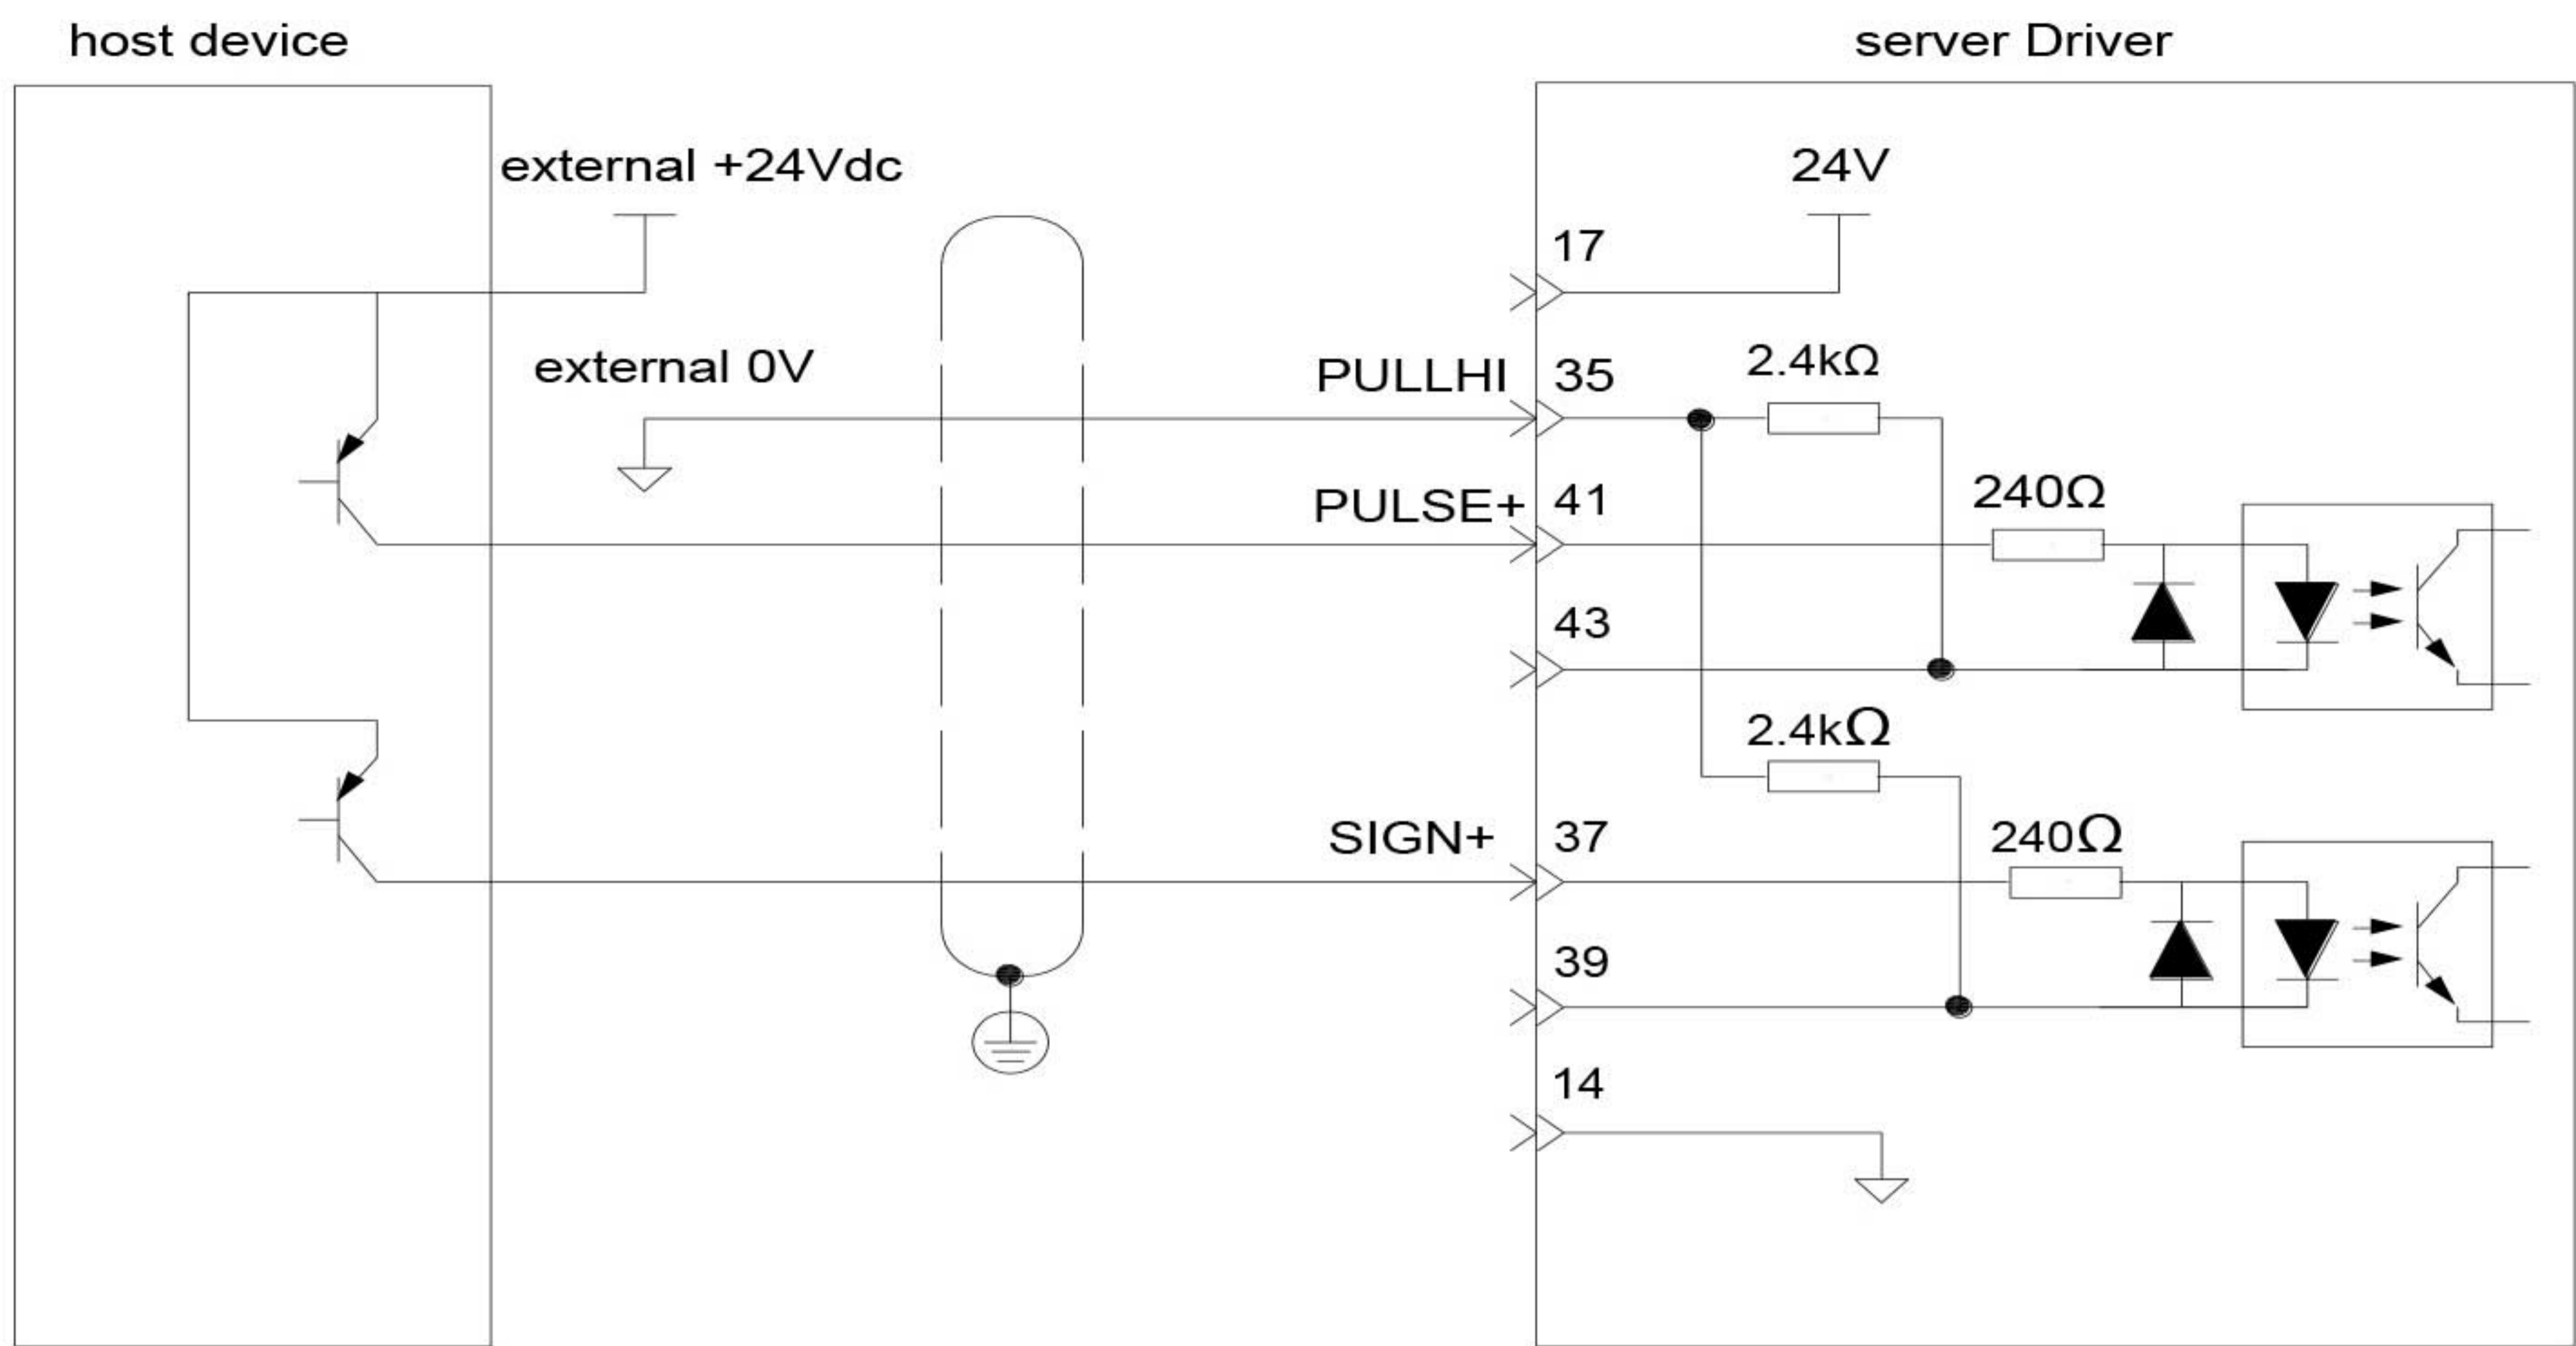 host device
server Driver
external +24Vdc
24V
17
external 0V
PULLHI
35
2.4kΩ
PULSE+
41
240Ω
43
2.4kΩ
SIGN+
37
240Ω
39
14